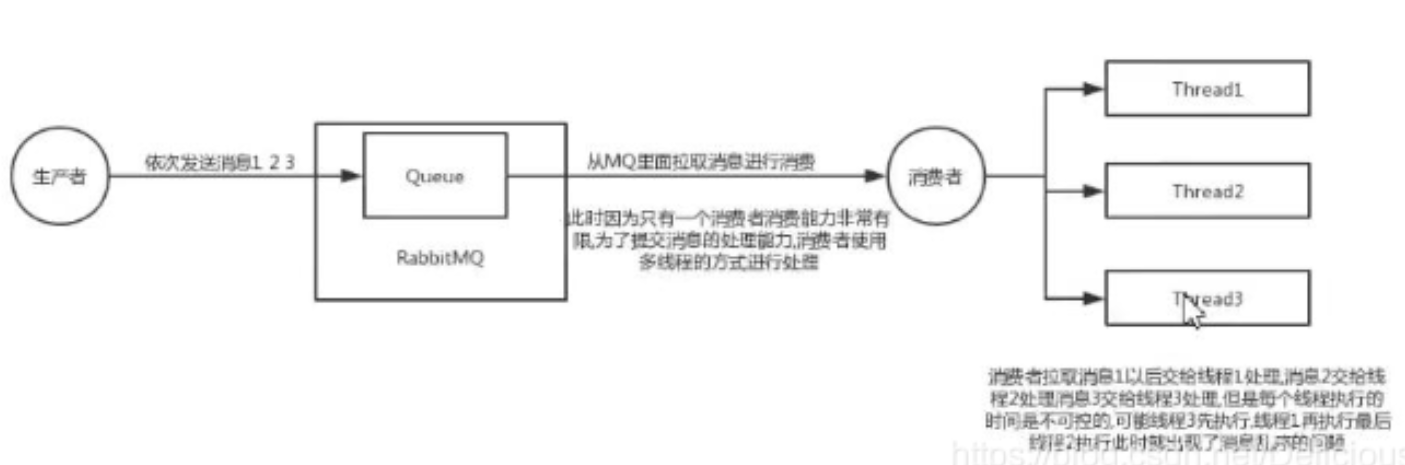 生产者
依次发送消息1 2 3
Queue
RabbitMQ
从MQ里面拉取消息进行消费
此时因为只有一个消费者消费能力非常有
限,为了提交消息的处理能力,消费者使用
多线程的方式进行处理
消费者
Thread1
Thread2
Thread3
消费者拉取消息1以后交给线程1处理,消息2交给线
程2处理消息3交给线程3处理,但是每个线程执行的
时间是不可控的,可能线程3先执行,线程1再执行最后
线程2执行此时就出现了消息乱序的问题
https://blog.csdn.net/Delicious